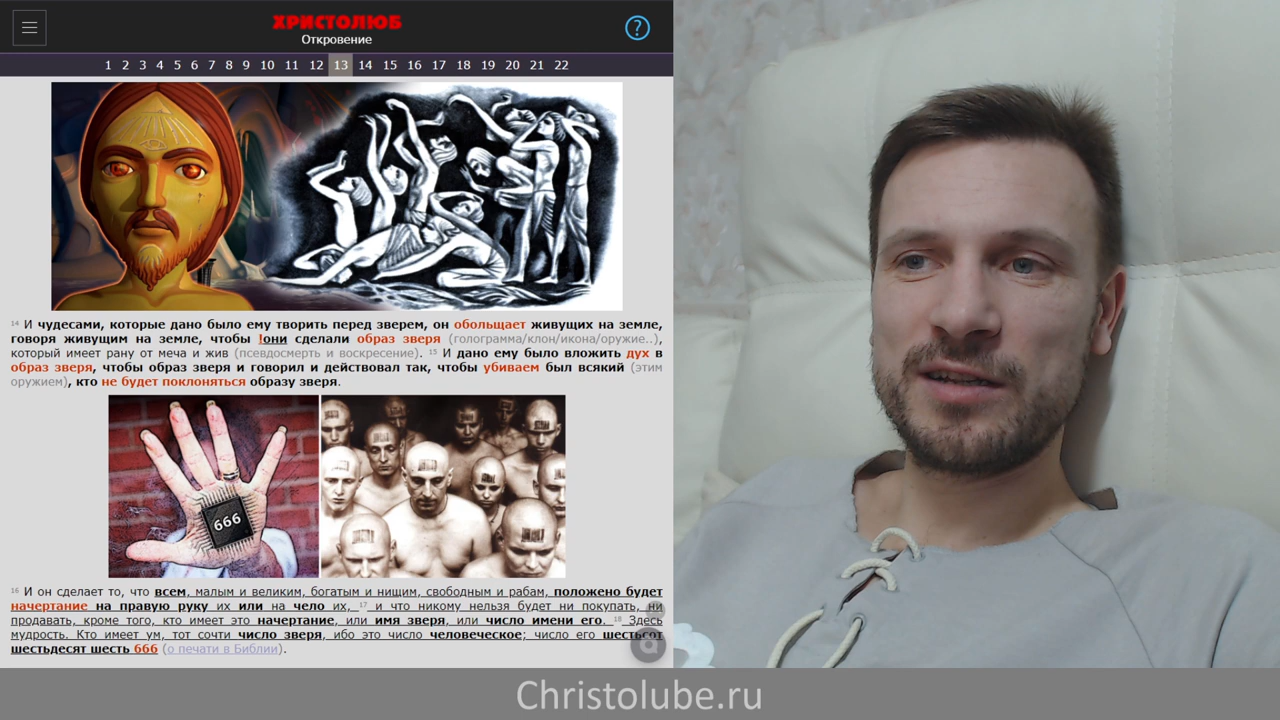 ХРИСТОЛЮБ
Откровение
1 2 3 4 5 6 7 8 9 10 11 12 13 14 15 16 17 18 19 20 21 22
14 И чудесами, которые дано было ему творить перед зверем, он обольщает живущих на земле,
говоря живущим на земле, чтобы !они сделали образ зверя (голограмма/клон/икона/оружие..),
который имеет рану от меча и жив (псевдосмерть и воскресение). 15 И дано ему было вложить дух в
образ зверя, чтобы образ зверя и говорил и действовал так, чтобы убиваем был всякий (этим
оружием), кто не будет поклоняться образу зверя.
666
16 И он сделает то, что всем, малым и великим, богатым и нищим, свободным и рабам, положено будет
начертание на правую руку их или на чело их, 17 и что никому нельзя будет ни покупать, ни
продавать, кроме того, кто имеет это начертание, или имя зверя, или число имени его. 18 Здесь
мудрость. Кто имеет ум, тот сочти число зверя, ибо это число человеческое; число его шестьсот
шестьдесят шесть 666 (о печати в Библии).
Christolube.ru